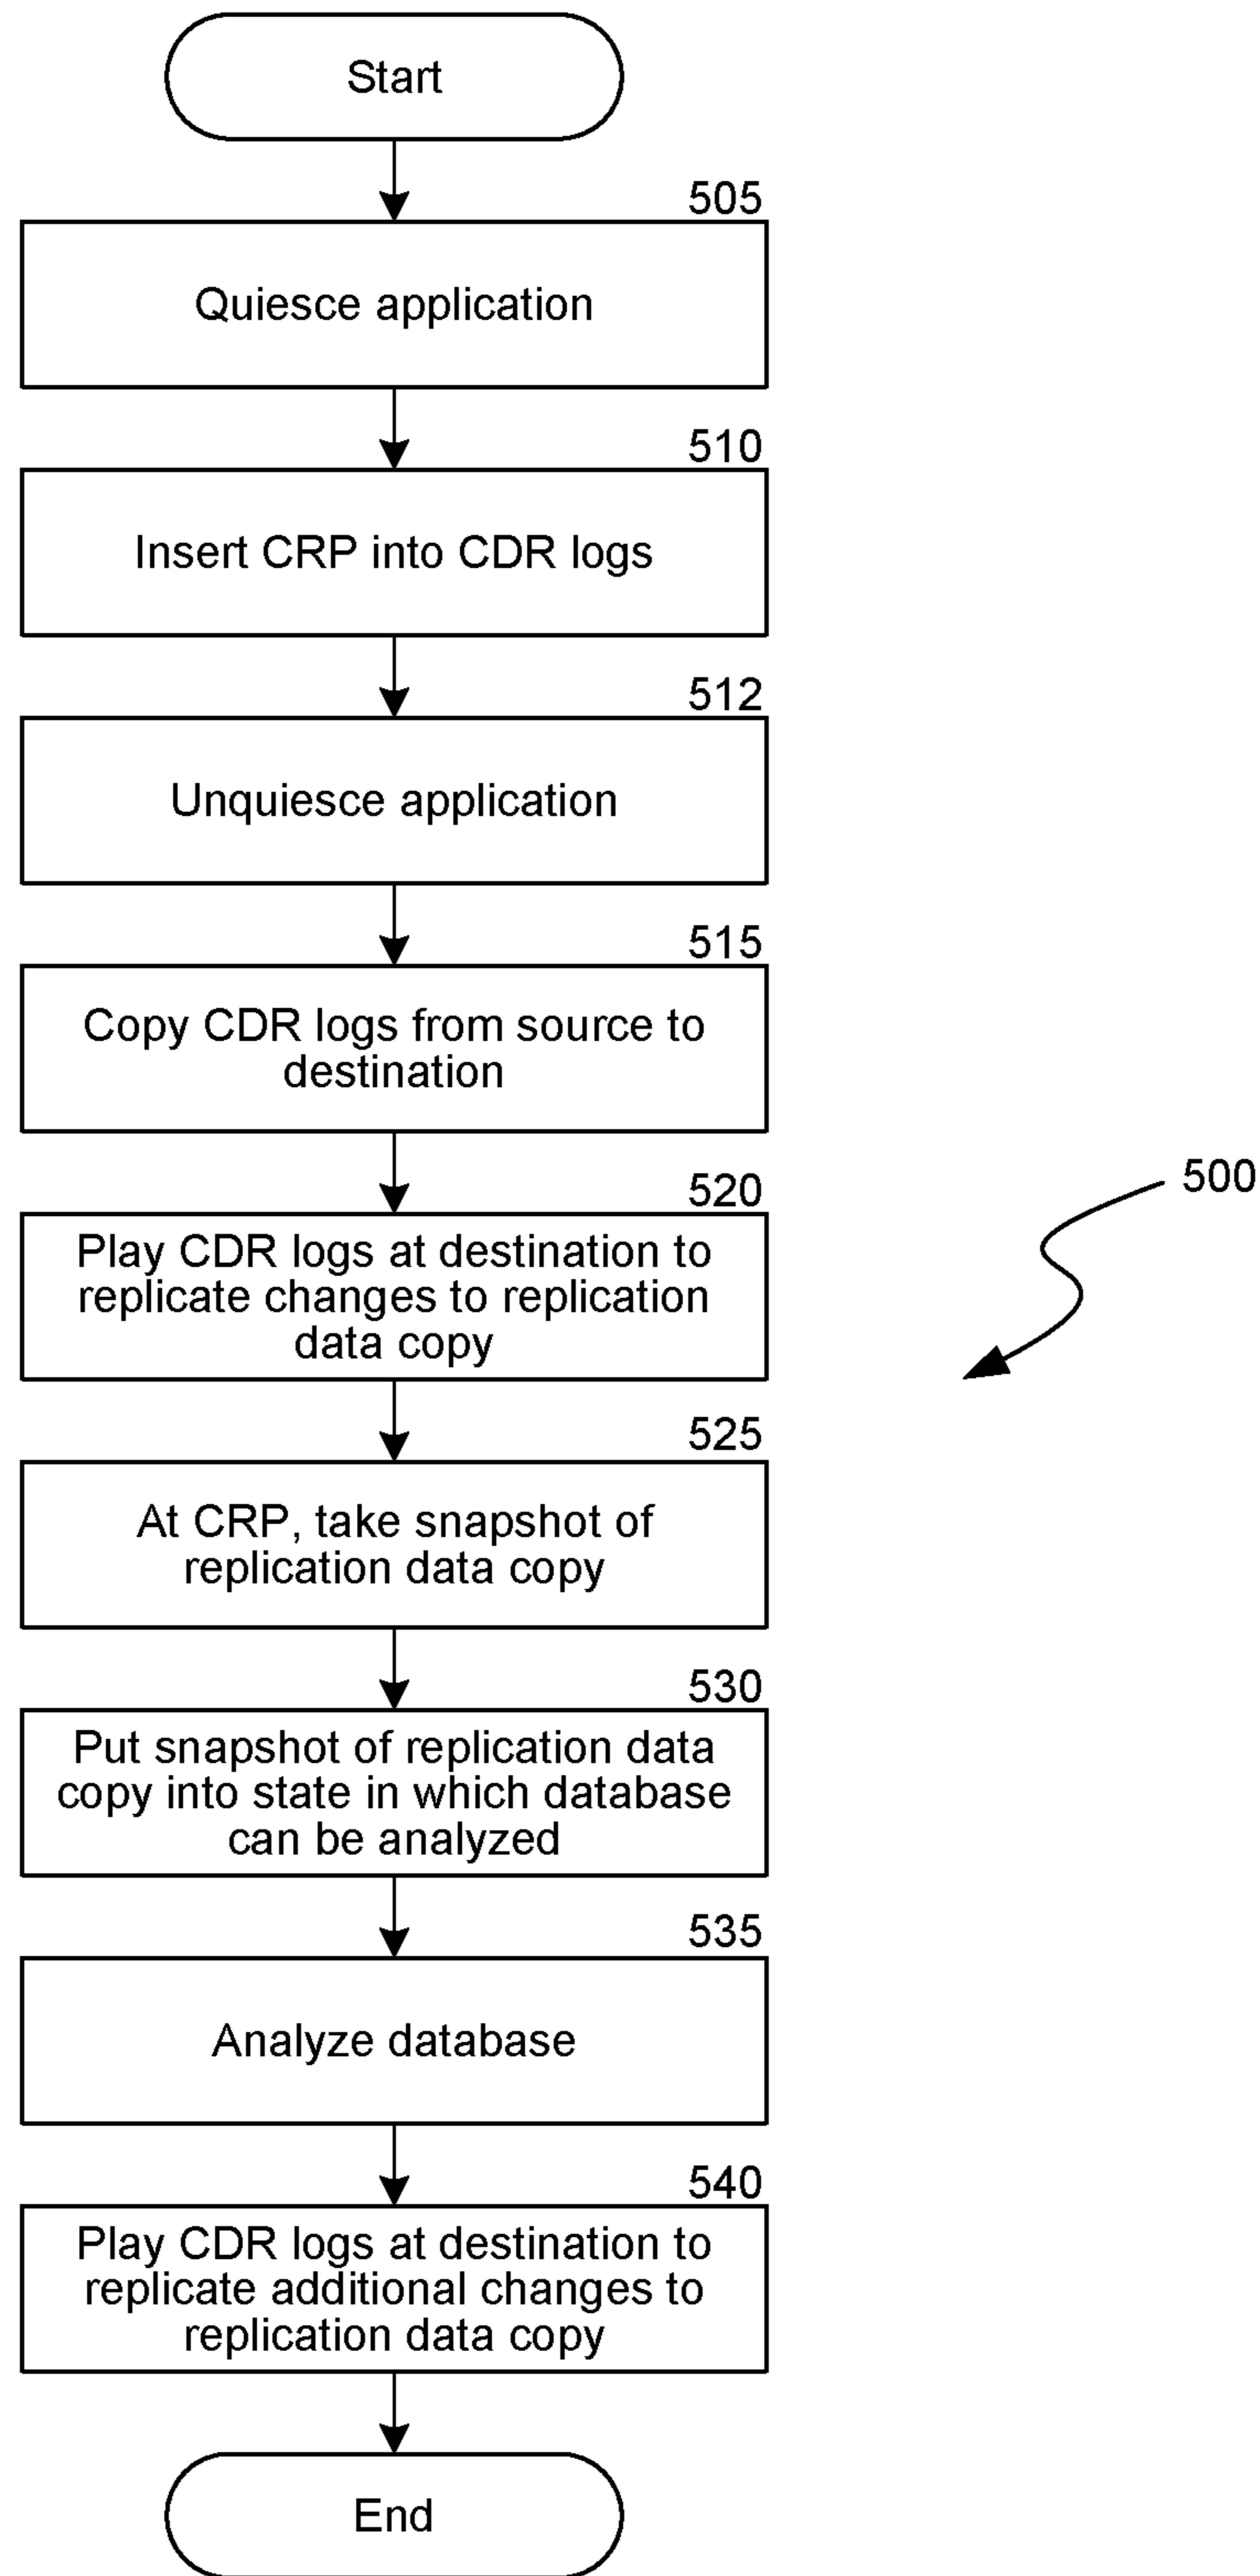 Start
505
Quiesce application
510
Insert CRP into CDR logs
512
Unquiesce application
515
Copy CDR logs from source to
destination
520
Play CDR logs at destination to
replicate changes to replication
data copy
500
525
At CRP, take snapshot of
replication data copy
530
Put snapshot of replication data
copy into state in which database
can be analyzed
535
Analyze database
540
Play CDR logs at destination to
replicate additional changes to
replication data copy
End